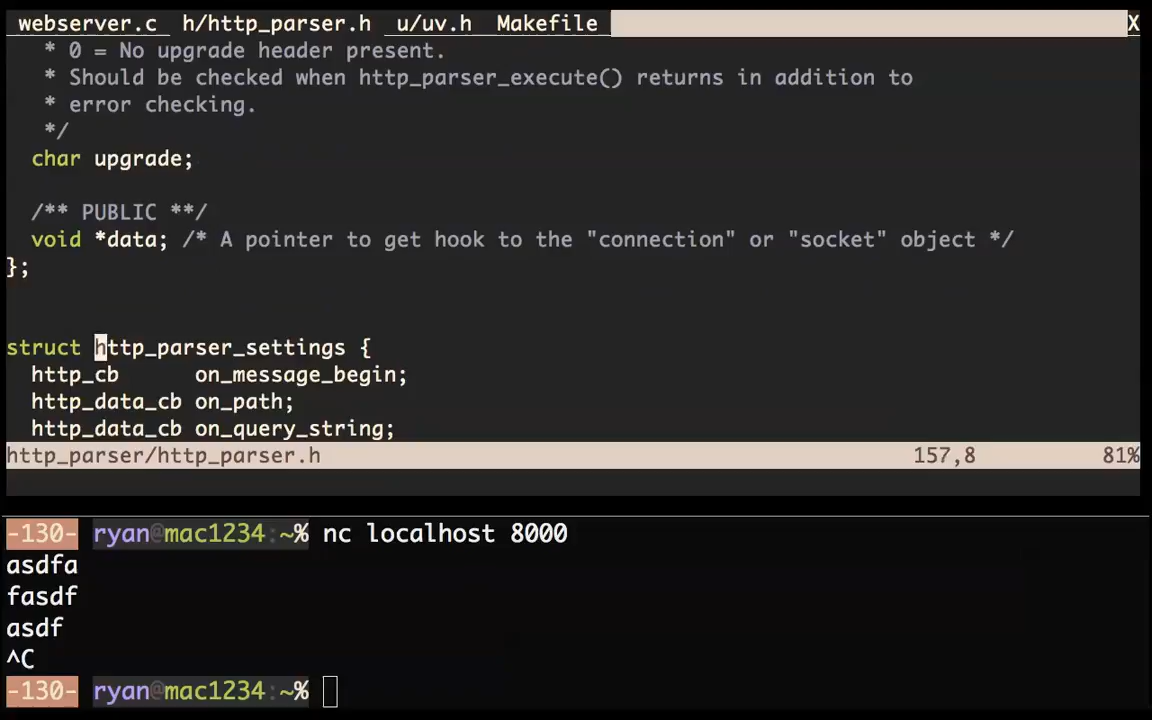 webserver.c h/http_parser.h u/uv.h Makefile X
* 0 = No upgrade header present.
* Should be checked when http_parser_execute() returns in addition to
* error checking.
*/
char upgrade;
/** PUBLIC **/
void *data; /* A pointer to get hook to the "connection" or "socket" object */
};
struct http_parser_settings {
http_cb on_message_begin;
http_data_cb on_path;
http_data_cb on_query_string;
http_parser/http_parser.h 157,8 81%
-130- ryan@mac1234:~% nc localhost 8000
asdfa
fasdf
asdf
^C
-130- ryan@mac1234:~%